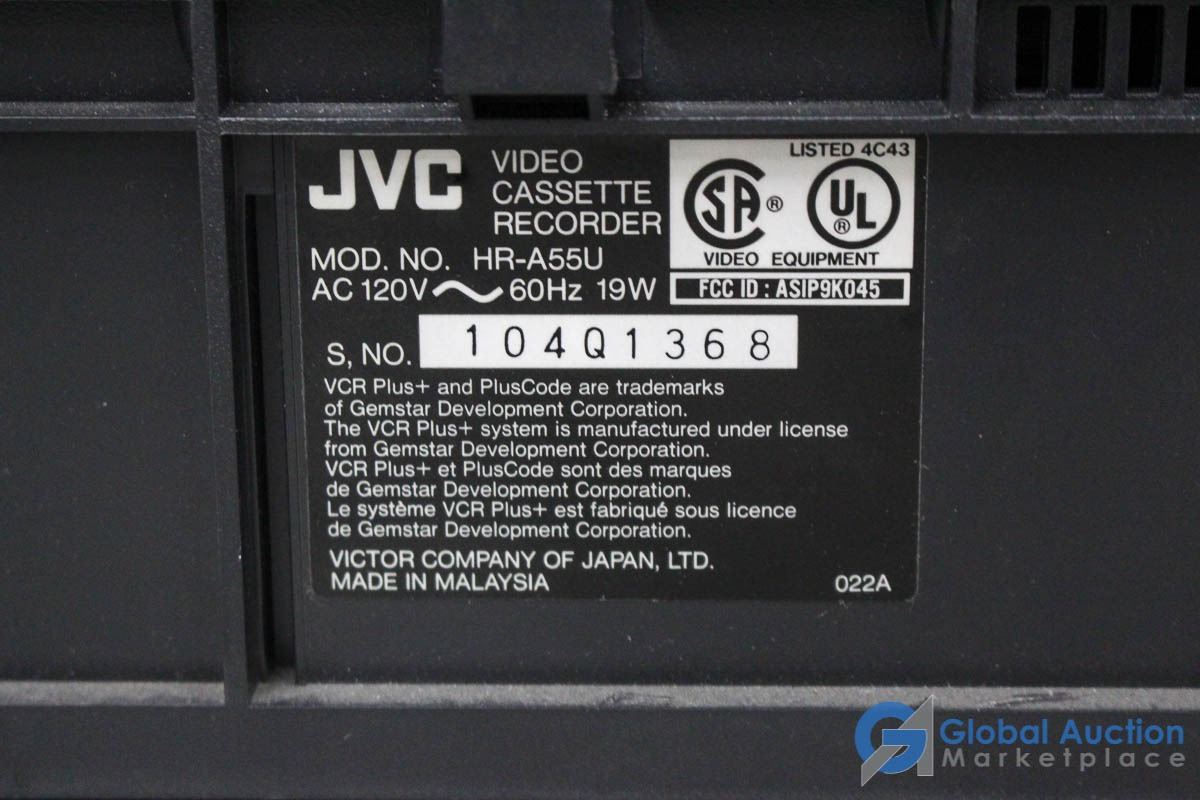 JVC
VIDEO
CASSETTE
RECORDER
LISTED 4C43
SA ®
UL ®
VIDEO EQUIPMENT
MOD. NO. HR-A55U
AC 120V 60Hz 19W
FCC ID : ASIP9K045
S, NO. 104Q1368
VCR Plus+ and PlusCode are trademarks
of Gemstar Development Corporation.
The VCR Plus+ system is manufactured under license
from Gemstar Development Corporation.
VCR Plus+ et PlusCode sont des marques
de Gemstar Development Corporation.
Le système VCR Plus+ est fabriqué sous licence
de Gemstar Development Corporation.
VICTOR COMPANY OF JAPAN, LTD.
MADE IN MALAYSIA 022A
Global Auction
Marketplace